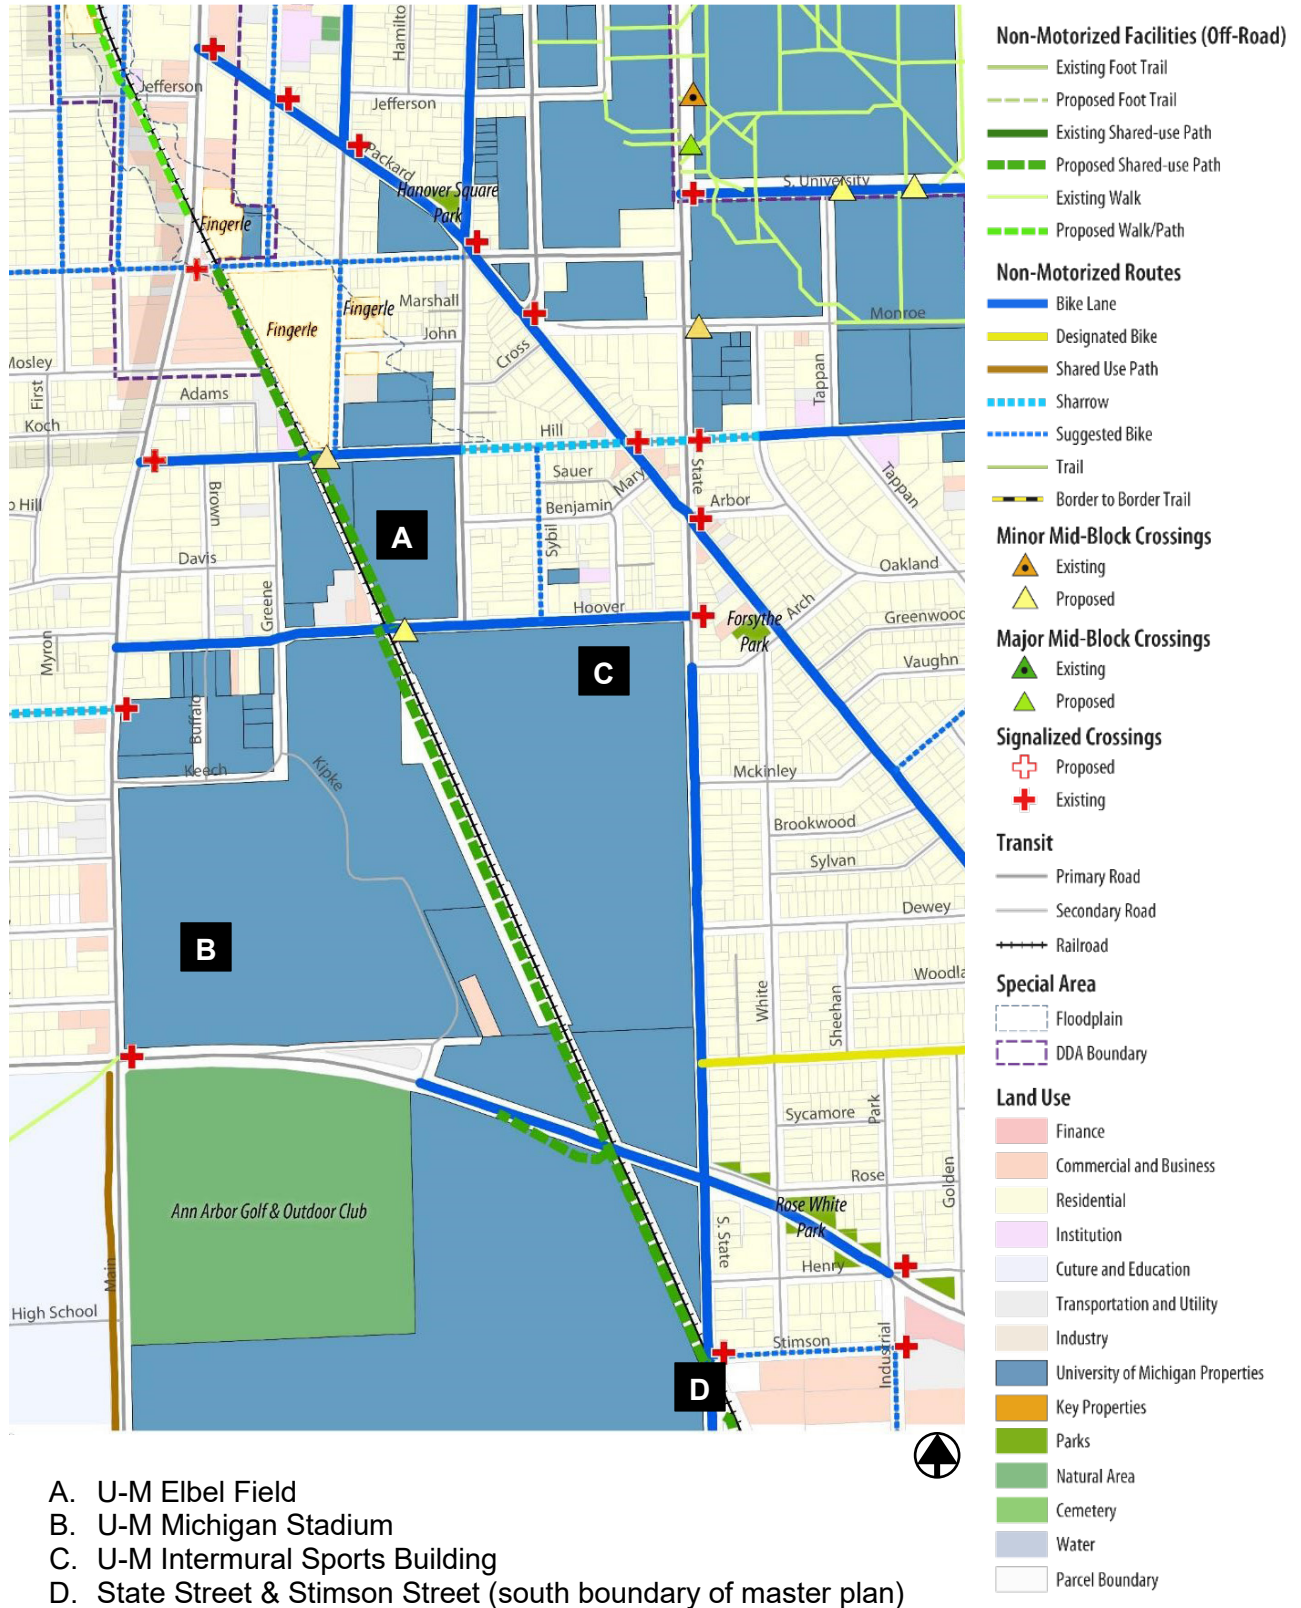 Hamilto
Jefferson
Jefferson
Packard
Hanover Square
Park
S. University
Fingerle
Fingerle
Fingerle
Marshall
John
Monroe
Cross
Mosley
First
Adams
Koch
Tappan
Hill
Sauer
Mary
State
Arbor
Tappan
Benjamin
Sybil
Brown
A
o Hill
Davis
Oakland
Greene
Hoover
Arch
Forsythe
Park
Greenwood
Myron
C
Vaughn
Buffalo
Keech
Kipke
Mckinley
Brookwood
Sylvan
Dewey
B
White
Sheehan
Woodla
Sycamore
Park
Rose
Golden
Ann Arbor Golf & Outdoor Club
Rose White
Park
S. State
Henry
Main
High School
Stimson
Industrial
D
Non-Motorized Facilities (Off-Road)
Existing Foot Trail
Proposed Foot Trail
Existing Shared-use Path
Proposed Shared-use Path
Existing Walk
Proposed Walk/Path
Non-Motorized Routes
Bike Lane
Designated Bike
Shared Use Path
Sharrow
Suggested Bike
Trail
Border to Border Trail
Minor Mid-Block Crossings
Existing
Proposed
Major Mid-Block Crossings
Existing
Proposed
Signalized Crossings
Proposed
Existing
Transit
Primary Road
Secondary Road
Railroad
Special Area
Floodplain
DDA Boundary
Land Use
Finance
Commercial and Business
Residential
Institution
Cuture and Education
Transportation and Utility
Industry
University of Michigan Properties
Key Properties
Parks
Natural Area
Cemetery
Water
Parcel Boundary
A. U-M Elbel Field
B. U-M Michigan Stadium
C. U-M Intermural Sports Building
D. State Street & Stimson Street (south boundary of master plan)